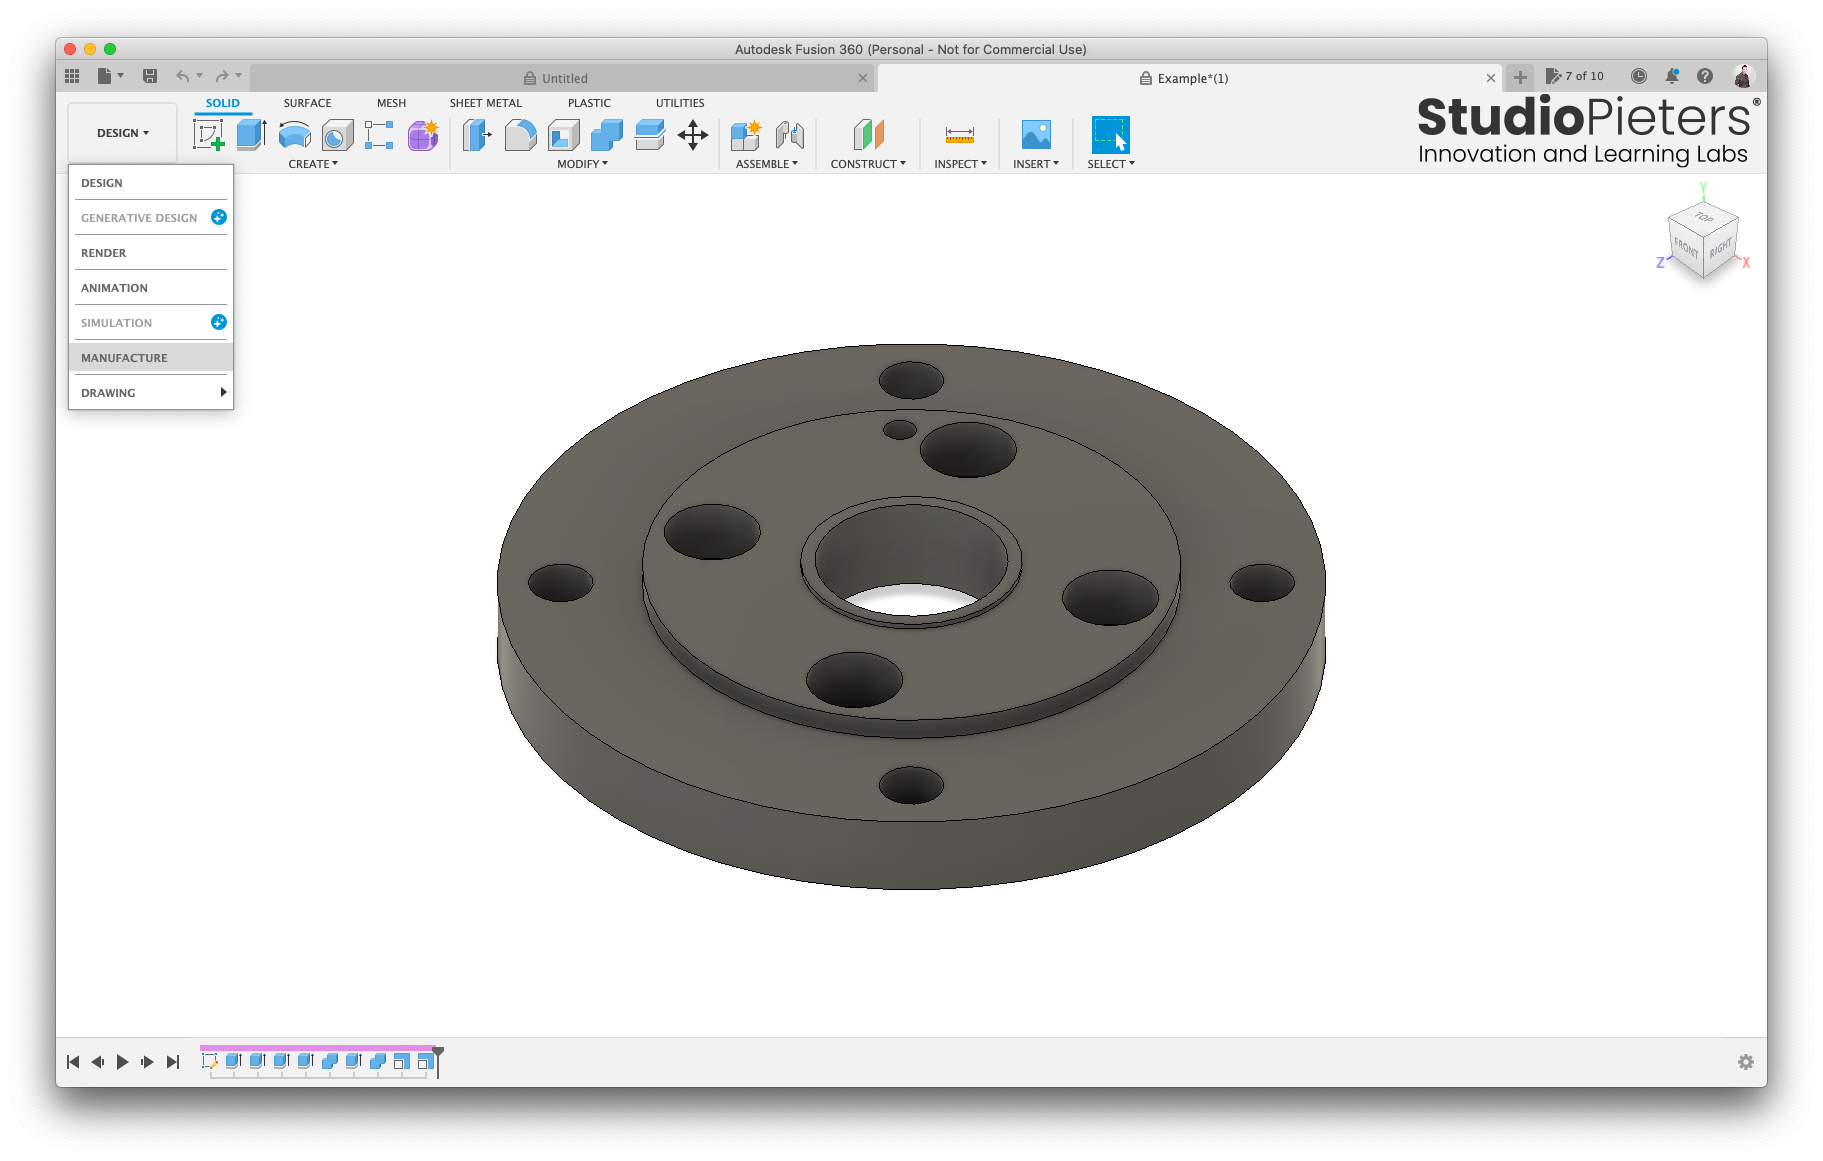 Autodesk Fusion 360 (Personal - Not for Commercial Use)
Untitled
Example*(1)
7 of 10
SOLID
SURFACE
MESH
SHEET METAL
PLASTIC
UTILITIES
DESIGN
CREATE
MODIFY
ASSEMBLE
CONSTRUCT
INSPECT
INSERT
SELECT
StudioPieters®
Innovation and Learning Labs
DESIGN
GENERATIVE DESIGN
RENDER
ANIMATION
SIMULATION
MANUFACTURE
DRAWING
Y
TOP
FRONT
RIGHT
Z
X